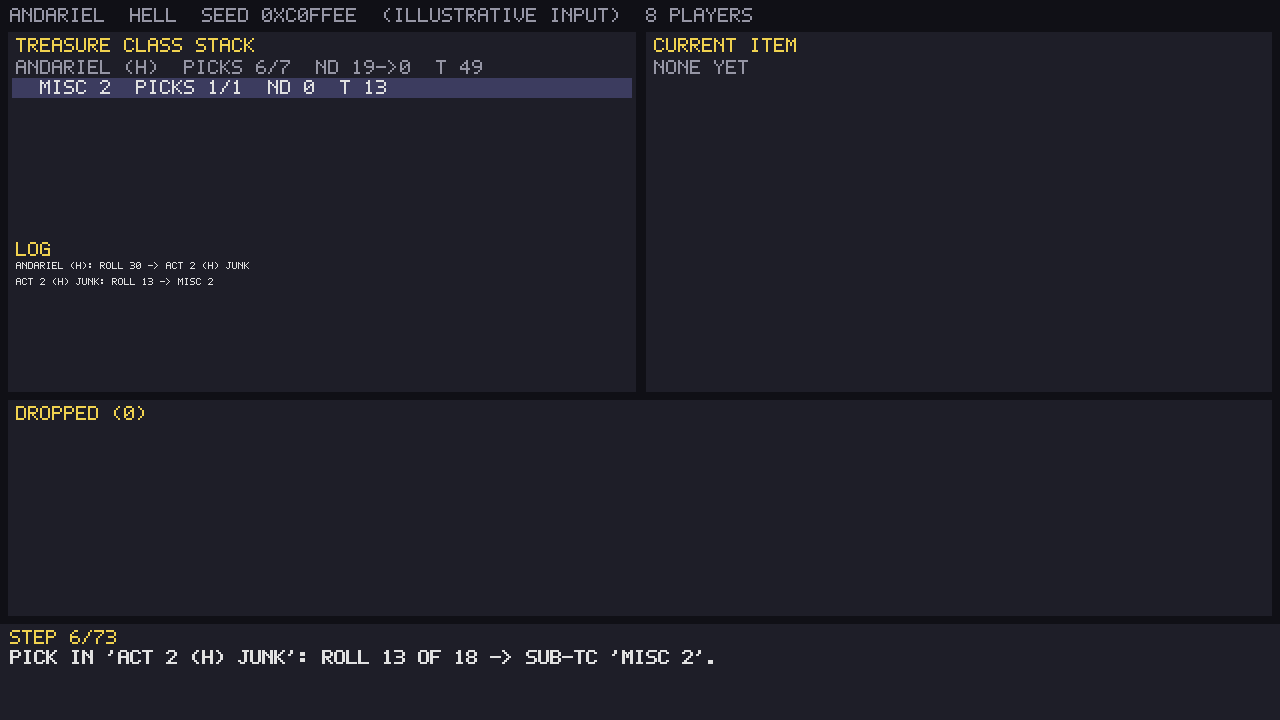 ANDARIEL HELL SEED 0XC0FFEE (ILLUSTRATIVE INPUT) 8 PLAYERS
TREASURE CLASS STACK
ANDARIEL (H) PICKS 6/7 ND 19->0 T 49
MISC 2 PICKS 1/1 ND 0 T 13
LOG
ANDARIEL (H): ROLL 30 -> ACT 2 (H) JUNK
ACT 2 (H) JUNK: ROLL 13 -> MISC 2
CURRENT ITEM
NONE YET
DROPPED (0)
STEP 6/73
PICK IN 'ACT 2 (H) JUNK': ROLL 13 OF 18 -> SUB-TC 'MISC 2'.